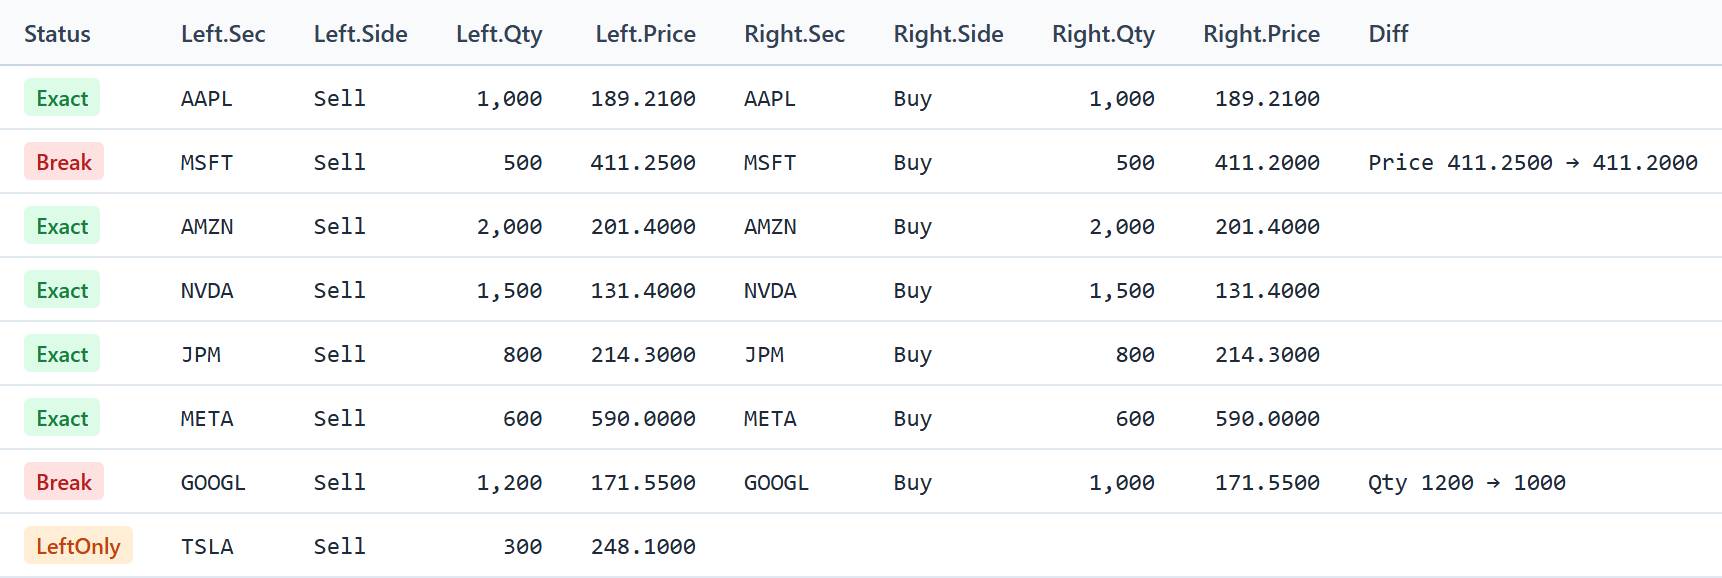 Status Left.Sec Left.Side Left.Qty Left.Price Right.Sec Right.Side Right.Qty Right.Price Diff
Exact AAPL Sell 1,000 189.2100 AAPL Buy 1,000 189.2100
Break MSFT Sell 500 411.2500 MSFT Buy 500 411.2000 Price 411.2500 → 411.2000
Exact AMZN Sell 2,000 201.4000 AMZN Buy 2,000 201.4000
Exact NVDA Sell 1,500 131.4000 NVDA Buy 1,500 131.4000
Exact JPM Sell 800 214.3000 JPM Buy 800 214.3000
Exact META Sell 600 590.0000 META Buy 600 590.0000
Break GOOGL Sell 1,200 171.5500 GOOGL Buy 1,000 171.5500 Qty 1200 → 1000
LeftOnly TSLA Sell 300 248.1000